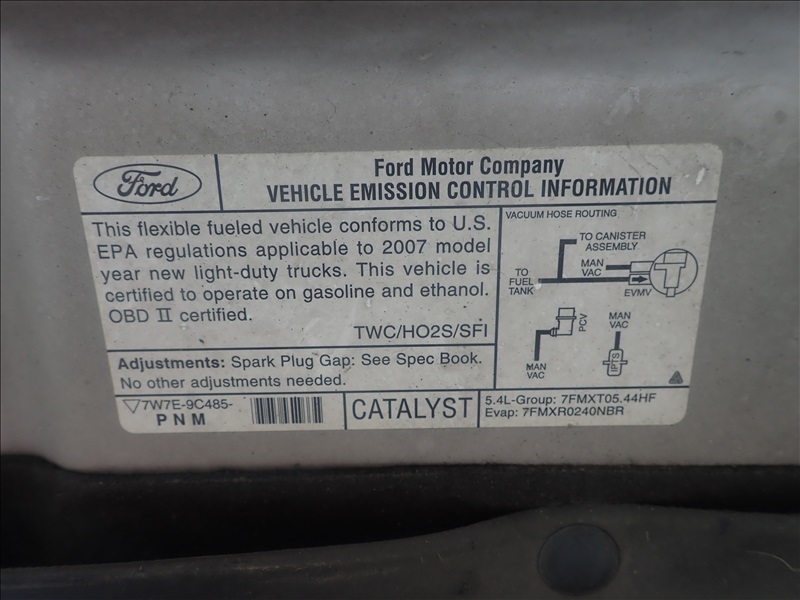 Ford
Ford Motor Company
VEHICLE EMISSION CONTROL INFORMATION
This flexible fueled vehicle conforms to U.S.
EPA regulations applicable to 2007 model
year new light-duty trucks. This vehicle is
certified to operate on gasoline and ethanol.
OBD II certified.
TWC/HO2S/SFI
VACUUM HOSE ROUTING
TO CANISTER
ASSEMBLY
MAN
VAC
TO
FUEL
TANK
EVMV
PCV
MAN
VAC
MAN
VAC
PTS
Adjustments: Spark Plug Gap: See Spec Book.
No other adjustments needed.
7W7E-9C485-
PNM
CATALYST
5.4L-Group: 7FMXT05.44HF
Evap: 7FMXR0240NBR